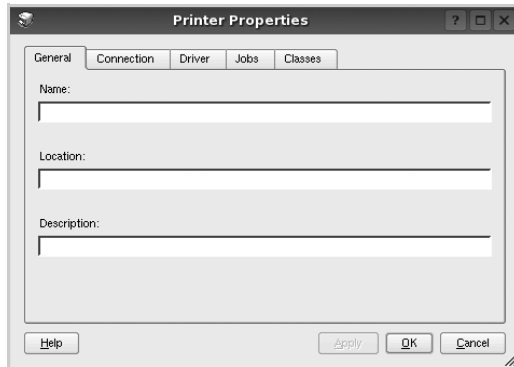 Printer Properties ?
General Connection Driver Jobs Classes
Name:
Location:
Description:
Help Apply OK Cancel